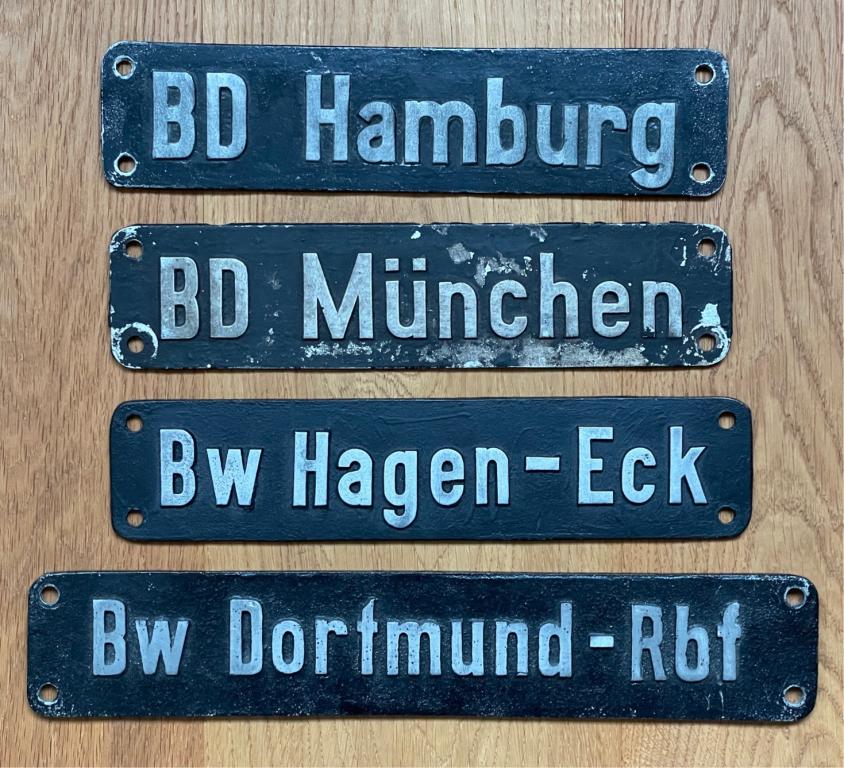 BD Hamburg
BD München
Bw Hagen-Eck
Bw Dortmund-Rbf